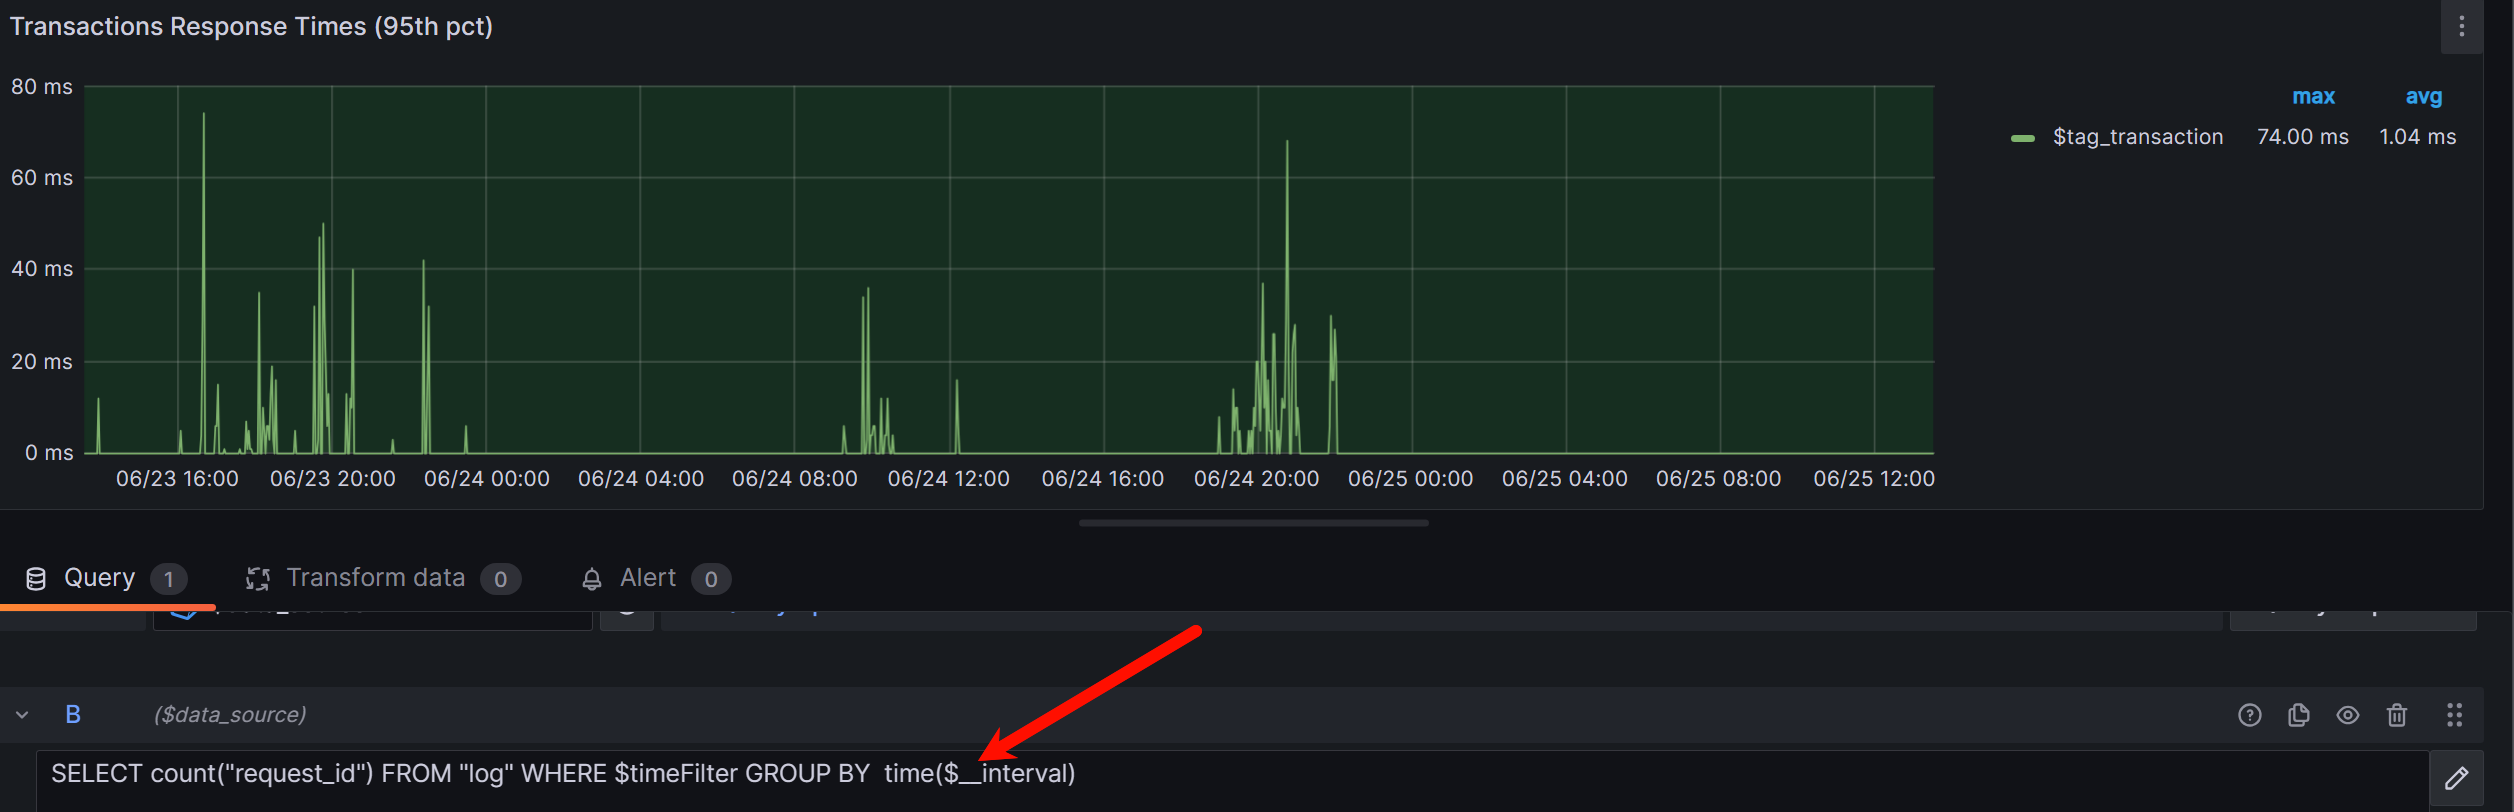 Transactions Response Times (95th pct)
80 ms
60 ms
40 ms
20 ms
0 ms
06/23 16:00 06/23 20:00 06/24 00:00 06/24 04:00 06/24 08:00 06/24 12:00 06/24 16:00 06/24 20:00 06/25 00:00 06/25 04:00 06/25 08:00 06/25 12:00
max avg
$tag_transaction 74.00 ms 1.04 ms
Query 1 Transform data 0 Alert 0
B ($data_source)
SELECT count("request_id") FROM "log" WHERE $timeFilter GROUP BY  time($__interval)